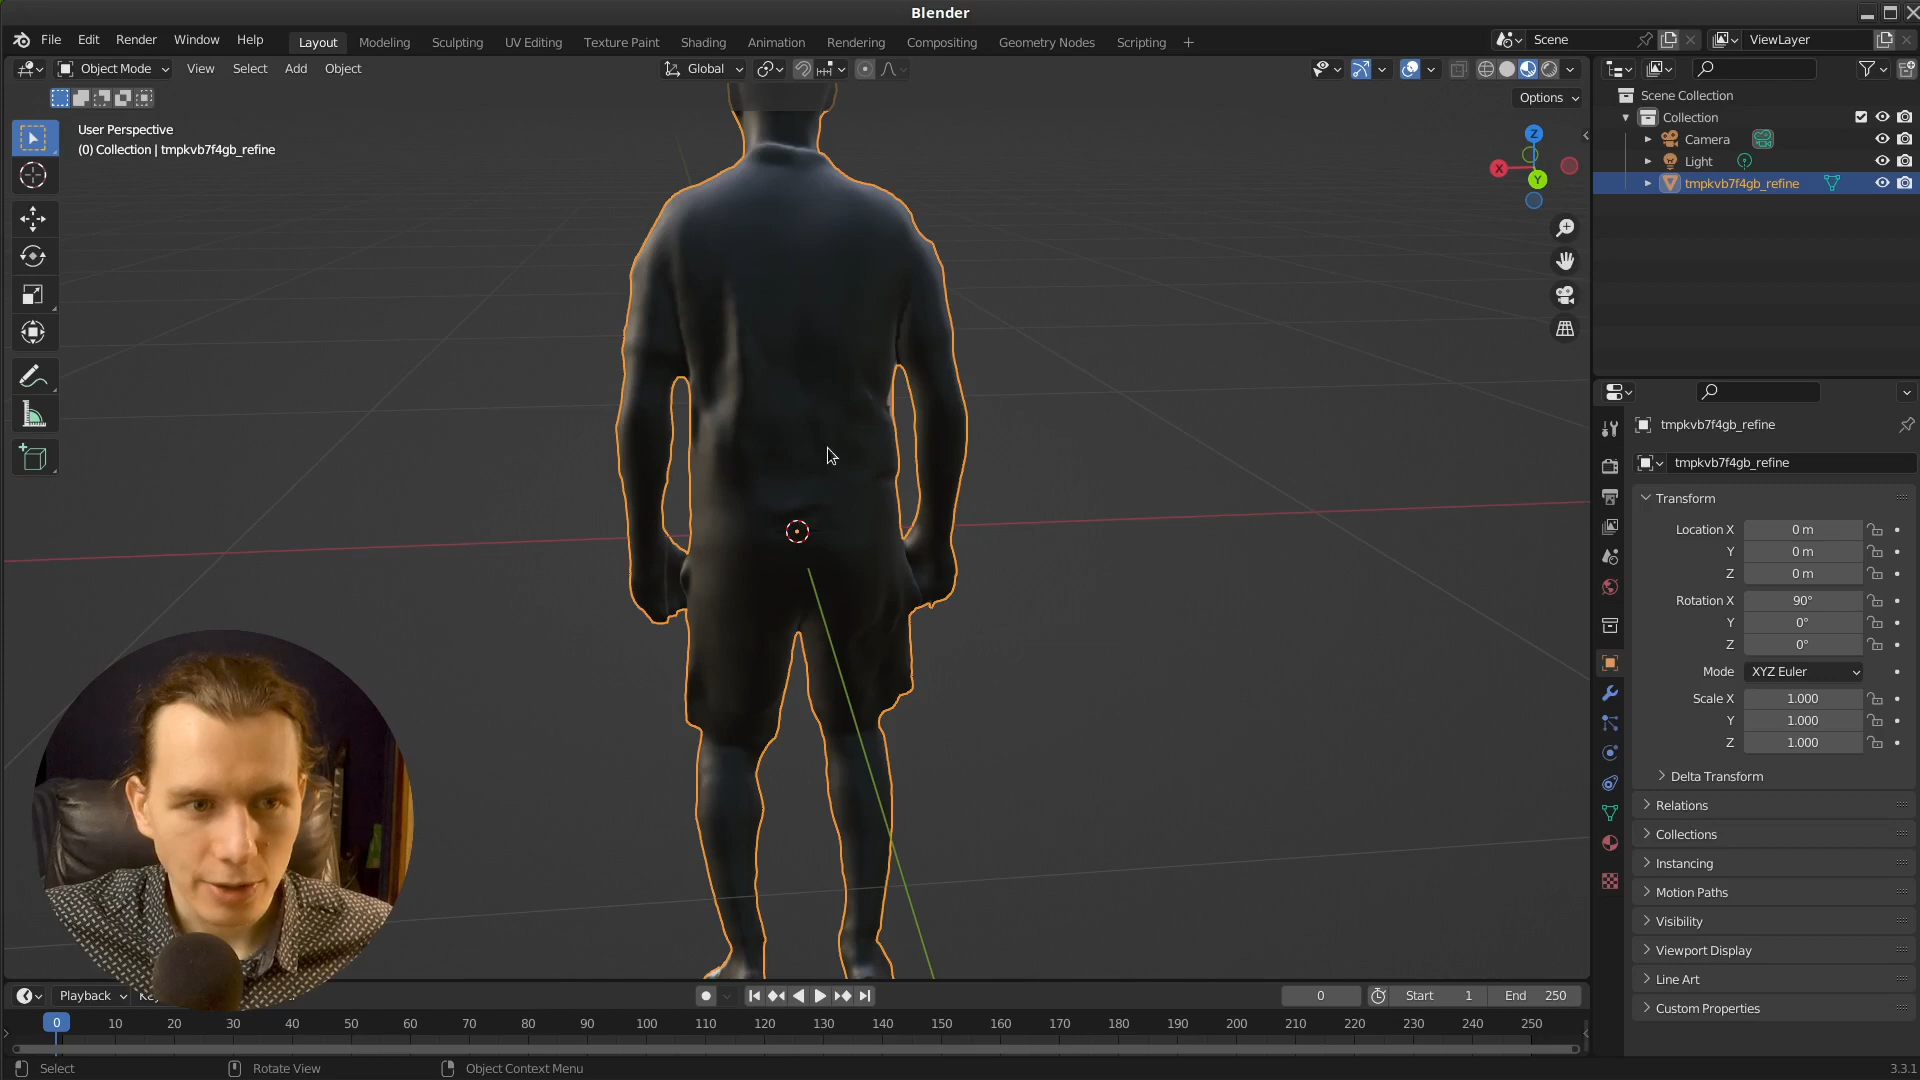 Blender
File Edit Render Window Help Layout Modeling Sculpting UV Editing Texture Paint Shading Animation Rendering Compositing Geometry Nodes Scripting + Scene ViewLayer
Object Mode View Select Add Object Global
Options
User Perspective
(0) Collection | tmpkvb7f4gb_refine
Z
X
Y
Scene Collection
Collection
Camera
Light
tmpkvb7f4gb_refine
tmpkvb7f4gb_refine
tmpkvb7f4gb_refine
Transform
Location X 0 m
Y 0 m
Z 0 m
Rotation X 90°
Y 0°
Z 0°
Mode XYZ Euler
Scale X 1.000
Y 1.000
Z 1.000
Delta Transform
Relations
Collections
Instancing
Motion Paths
Visibility
Viewport Display
Line Art
Custom Properties
Playback 0 Start 1 End 250
0 10 20 30 40 50 60 70 80 90 100 110 120 130 140 150 160 170 180 190 200 210 220 230 240 250
Select Rotate View Object Context Menu 3.3.1